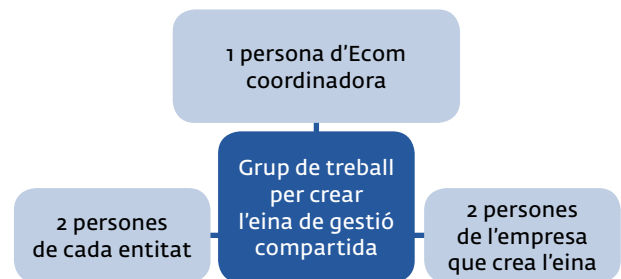 1 persona d'Ecom
coordinadora
Grup de treball
per crear
l'eina de gestió
compartida
2 persones
de cada entitat
2 persones
de l'empresa
que crea l'eina